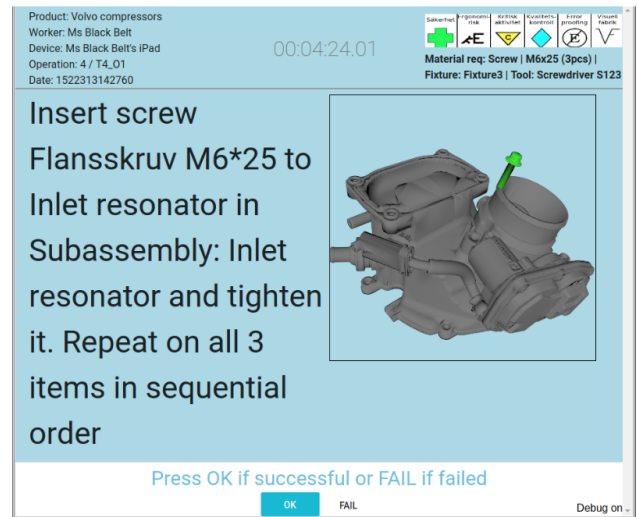 Product: Volvo compressors
Worker: Ms Black Belt
Device: Ms Black Belt's iPad
Operation: 4 / T4_O1
Date: 1522313142760
00:04:24.01
Säkerhet
Ergonomi-
risk
Kritisk
aktivitet
Kvalitets-
kontroll
Error
proofing
Visuell
fabrik
Material req: Screw | M6x25 (3pcs) |
Fixture: Fixture3 | Tool: Screwdriver S123
Insert screw
Flansskruv M6*25 to
Inlet resonator in
Subassembly: Inlet
resonator and tighten
it. Repeat on all 3
items in sequential
order
Press OK if successful or FAIL if failed
OK
FAIL
Debug on